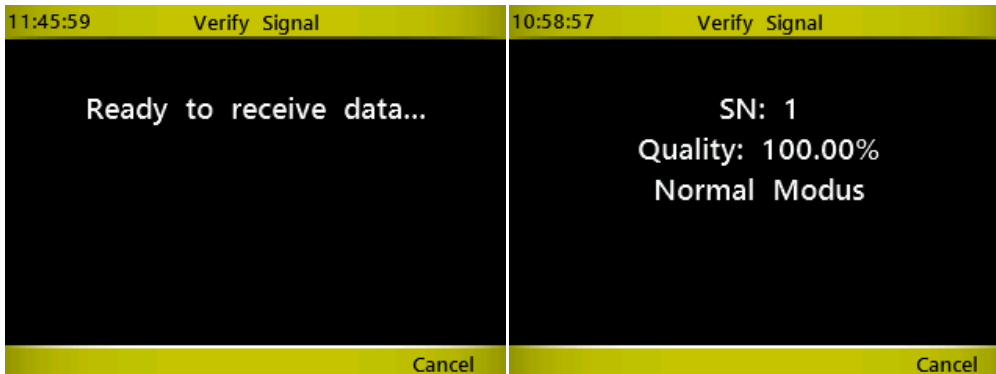 11:45:59 Verify Signal
Ready to receive data...
Cancel
10:58:57 Verify Signal
SN: 1
Quality: 100.00%
Normal Modus
Cancel